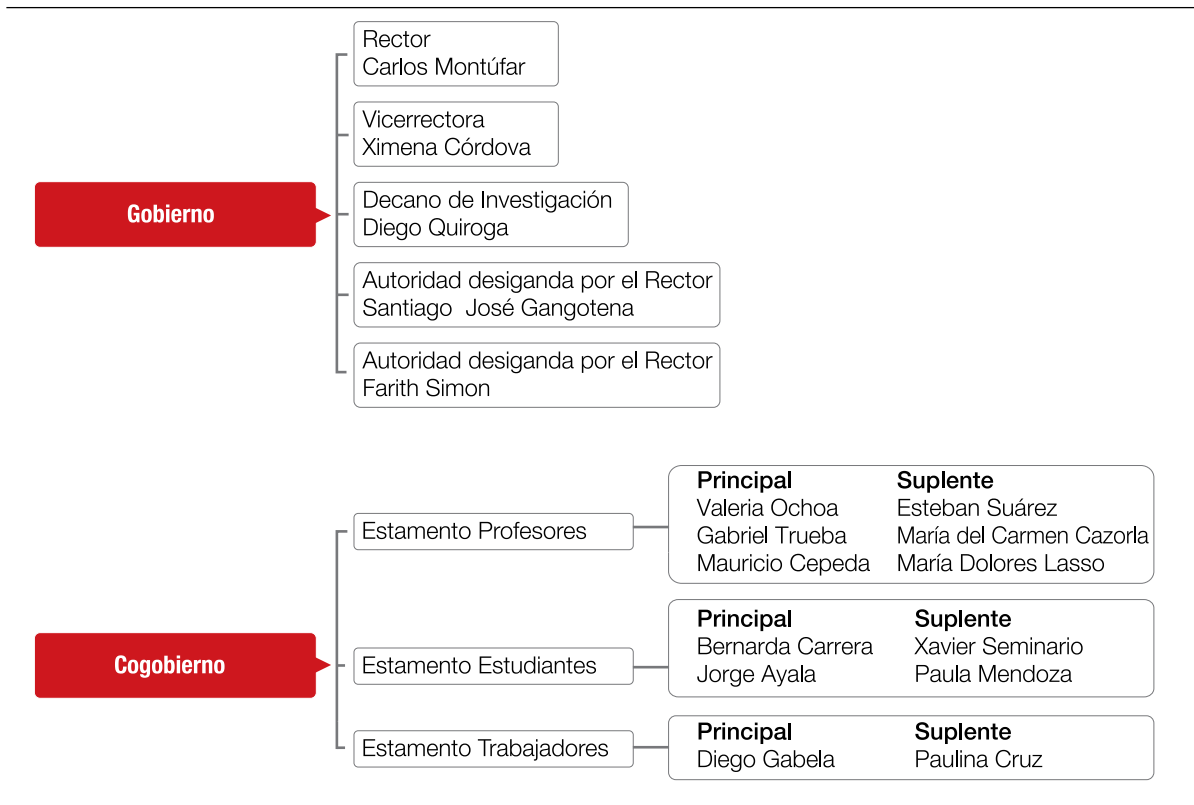 Rector
Carlos Montúfar
Vicerrectora
Ximena Córdova
Gobierno
Decano de Investigación
Diego Quiroga
Autoridad desiganda por el Rector
Santiago José Gangotena
Autoridad desiganda por el Rector
Farith Simon
Cogobierno
Estamento Profesores
Principal Suplente
Valeria Ochoa Esteban Suárez
Gabriel Trueba María del Carmen Cazorla
Mauricio Cepeda María Dolores Lasso
Estamento Estudiantes
Principal Suplente
Bernarda Carrera Xavier Seminario
Jorge Ayala Paula Mendoza
Estamento Trabajadores
Principal Suplente
Diego Gabela Paulina Cruz